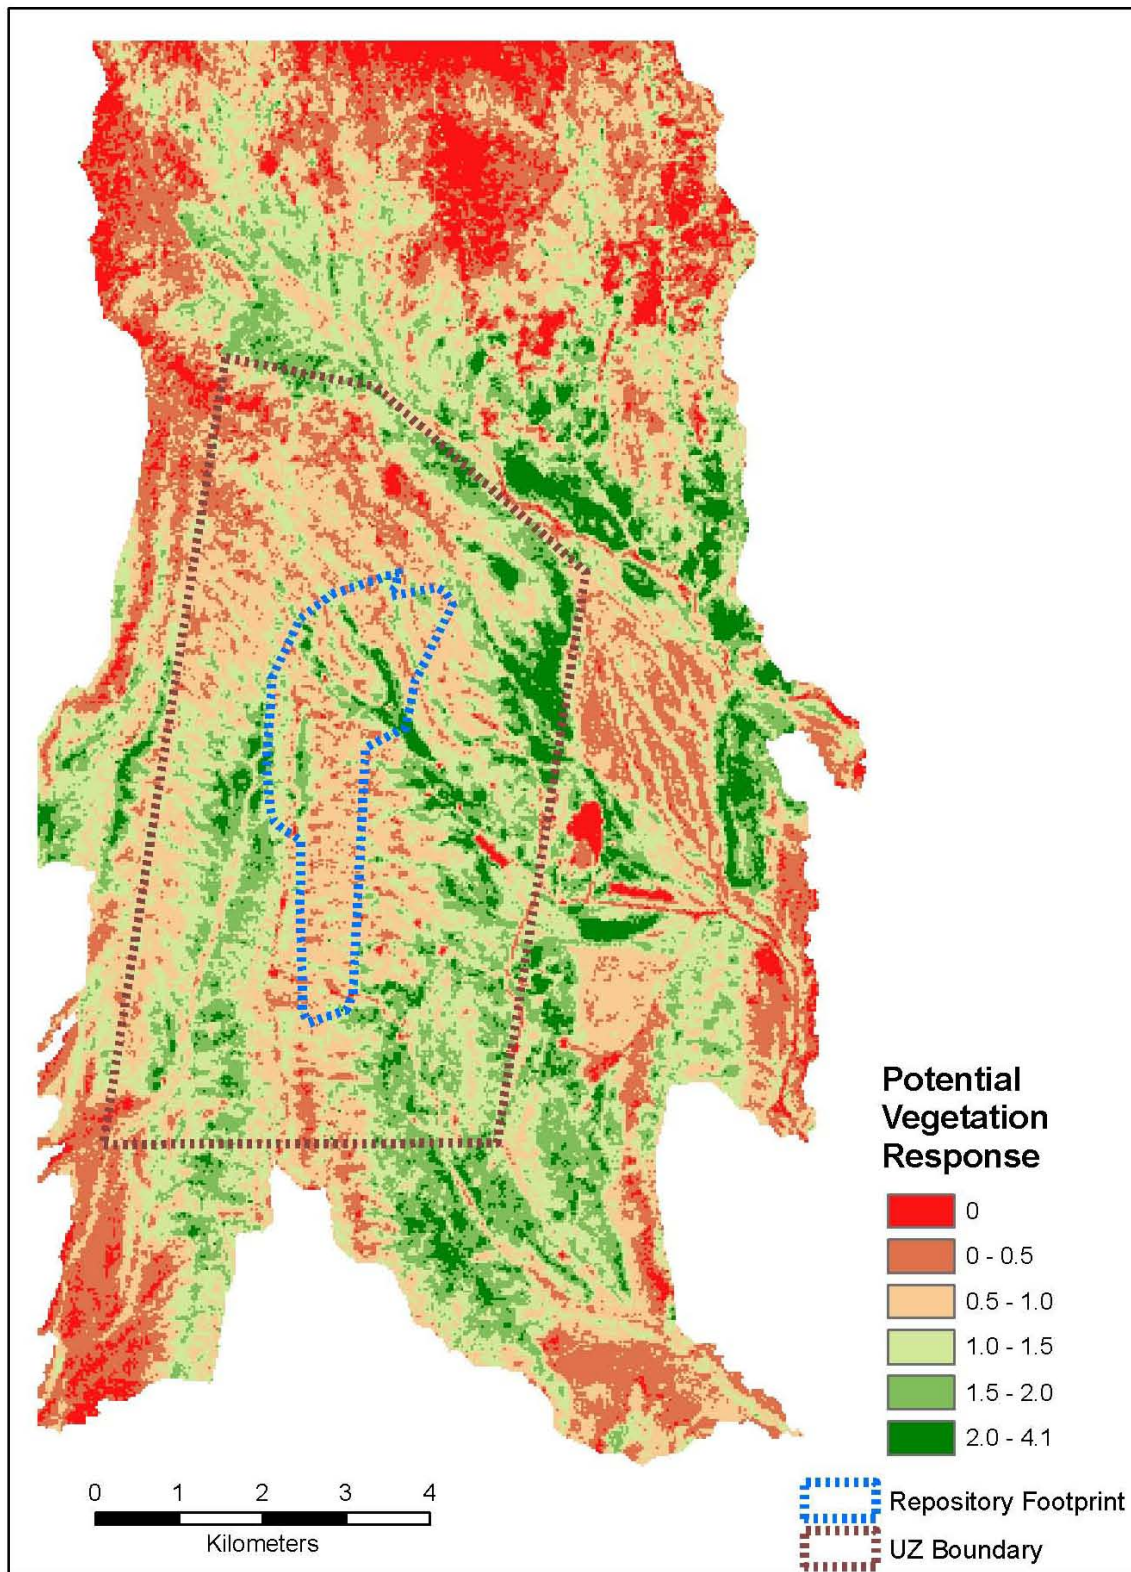 Potential
Vegetation
Response
0
0 - 0.5
0.5 - 1.0
1.0 - 1.5
1.5 - 2.0
2.0 - 4.1
Repository Footprint
UZ Boundary
0 1 2 3 4
Kilometers